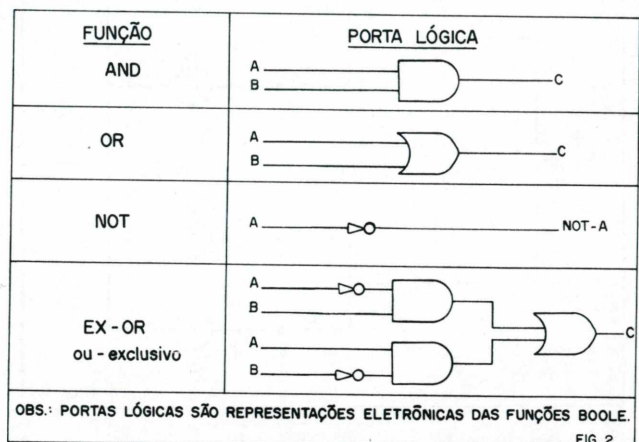 FUNÇÃO
PORTA LÓGICA
AND
A
B
C
OR
A
B
C
NOT
A
NOT-A
EX-OR
ou-exclusivo
A
B
A
B
C
OBS.: PORTAS LÓGICAS SÃO REPRESENTAÇÕES ELETRÔNICAS DAS FUNÇÕES BOOLE.
FIG. 2